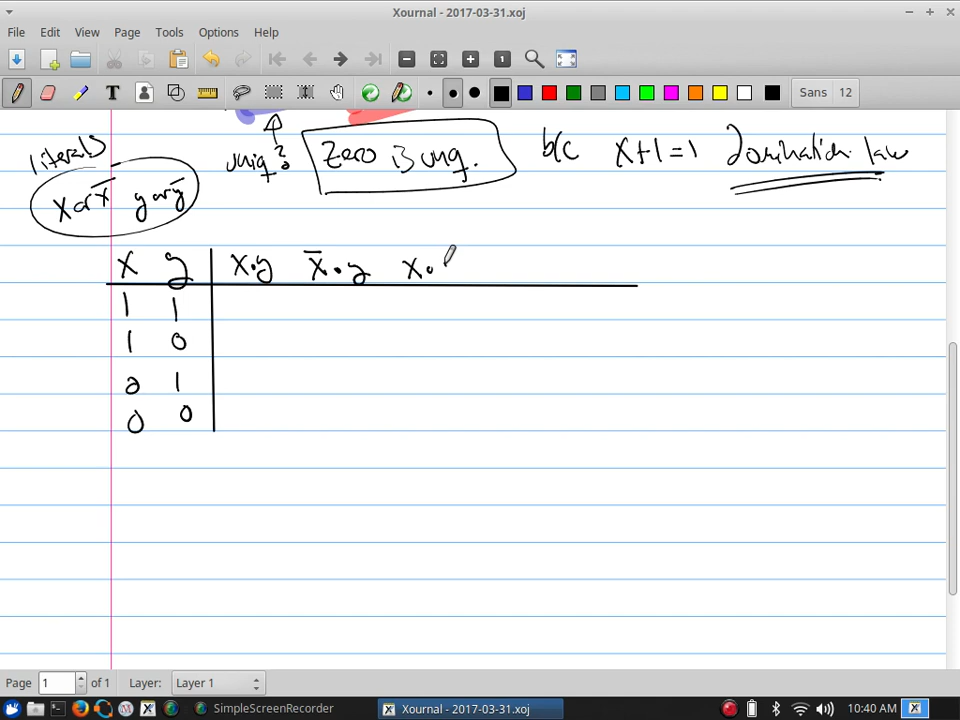 Xournal - 2017-03-31.xoj
File Edit View Page Tools Options Help
Sans 12
literals
x or x̅ y or y̅
uniq?
Zero is unq.
b/c x+1=1 Domination law
x y x·y x̅·y x·
1 1
1 0
0 1
0 0
Page 1 of 1 Layer: Layer 1
SimpleScreenRecorder Xournal - 2017-03-31.xoj 10:40 AM